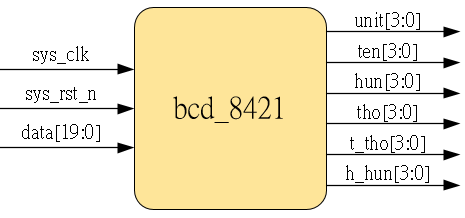 sys_clk
sys_rst_n
data[19:0]
bcd_8421
unit[3:0]
ten[3:0]
hun[3:0]
tho[3:0]
t_tho[3:0]
h_hun[3:0]